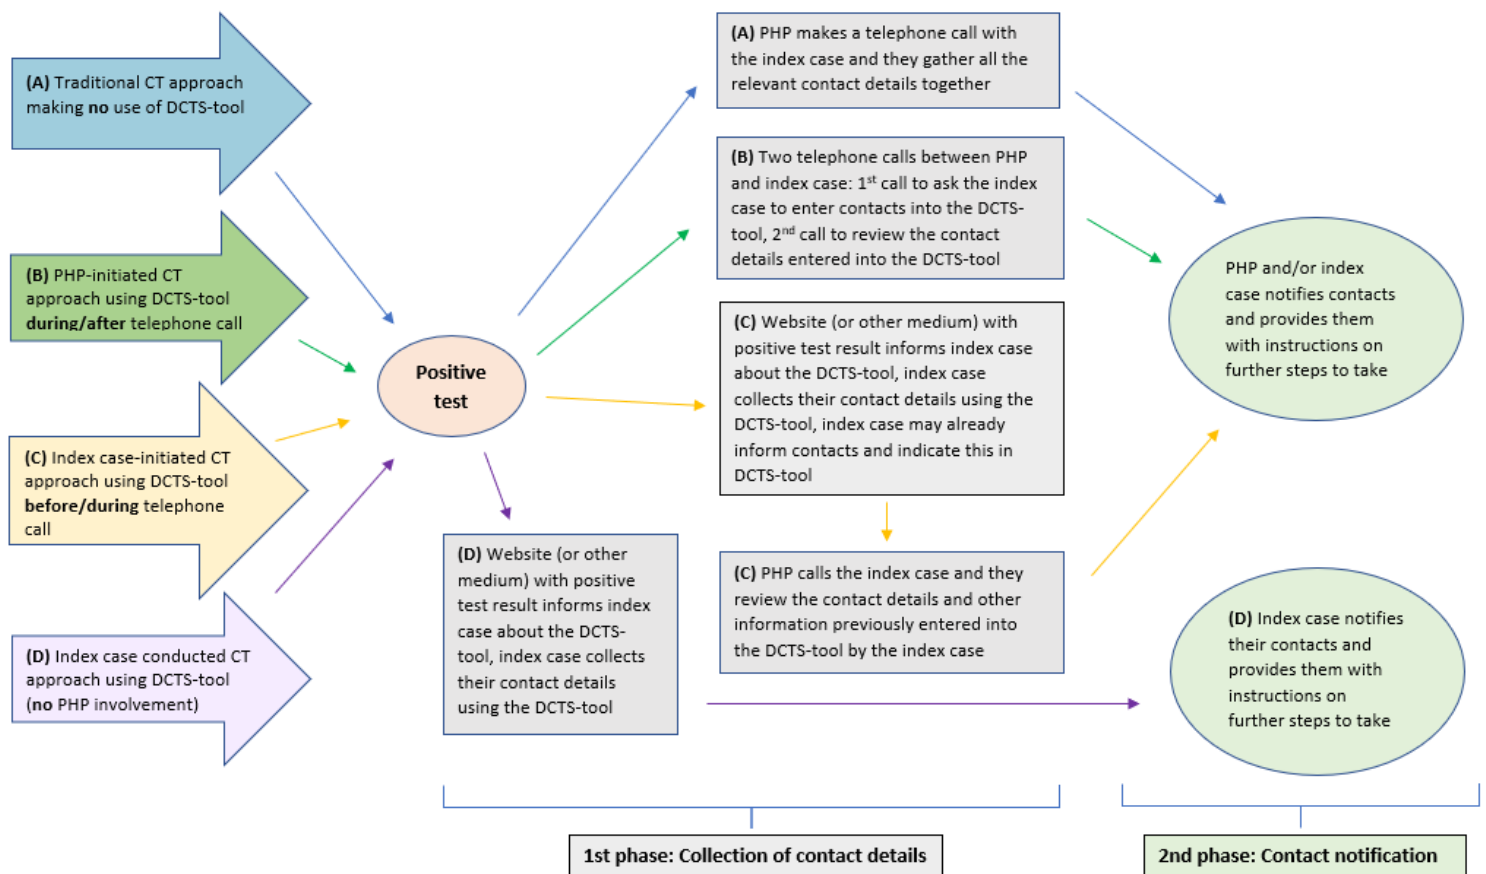 (A) Traditional CT approach
making no use of DCTS-tool
(B) PHP-initiated CT
approach using DCTS-tool
during/after telephone call
(C) Index case-initiated CT
approach using DCTS-tool
before/during telephone
call
(D) Index case conducted CT
approach using DCTS-tool
(no PHP involvement)
Positive
test
(A) PHP makes a telephone call with
the index case and they gather all the
relevant contact details together
(B) Two telephone calls between PHP
and index case: 1st call to ask the index
case to enter contacts into the DCTS-
tool, 2nd call to review the contact
details entered into the DCTS-tool
(C) Website (or other medium) with
positive test result informs index case
about the DCTS-tool, index case
collects their contact details using the
DCTS-tool, index case may already
inform contacts and indicate this in
DCTS-tool
(C) PHP calls the index case and they
review the contact details and other
information previously entered into
the DCTS-tool by the index case
(D) Website (or other
medium) with positive
test result informs index
case about the DCTS-
tool, index case collects
their contact details
using the DCTS-tool
PHP and/or index
case notifies contacts
and provides them
with instructions on
further steps to take
(D) Index case notifies
their contacts and
provides them with
instructions on
further steps to take
1st phase: Collection of contact details
2nd phase: Contact notification